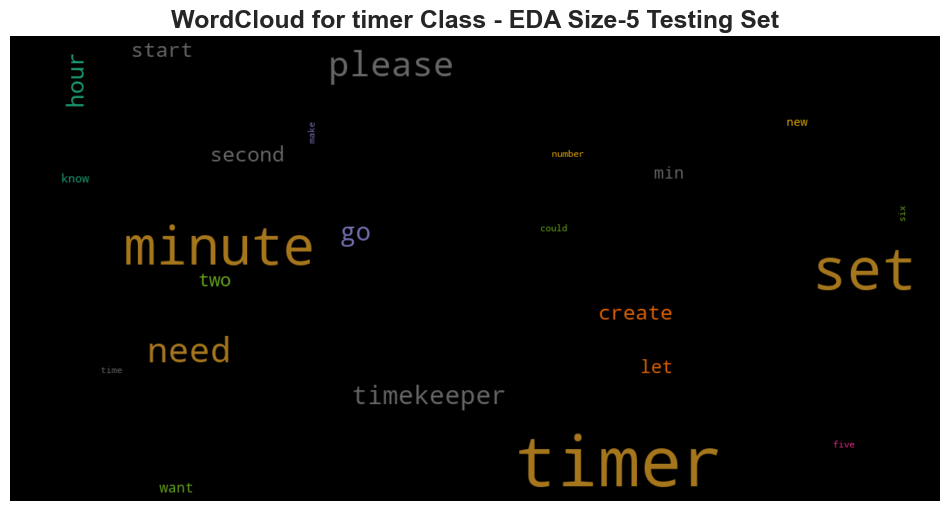 WordCloud for timer Class - EDA Size-5 Testing Set
start
please
hour
make
new
second
number
min
know
six
could
go
minute
set
two
create
need
let
time
timekeeper
timer
five
want